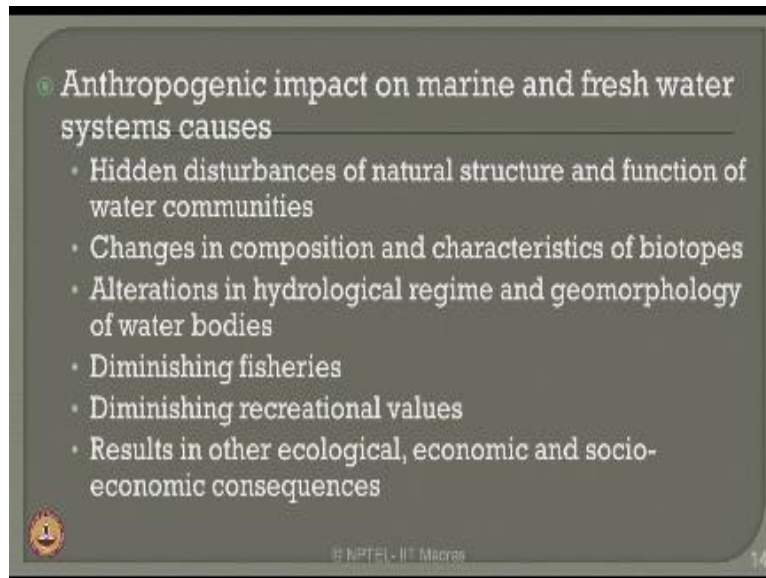 Anthropogenic impact on marine and fresh water
systems causes
• Hidden disturbances of natural structure and function of
water communities
• Changes in composition and characteristics of biotopes
• Alterations in hydrological regime and geomorphology
of water bodies
• Diminishing fisheries
• Diminishing recreational values
• Results in other ecological, economic and socio-
economic consequences
© NPTEL - IIT Madras
14